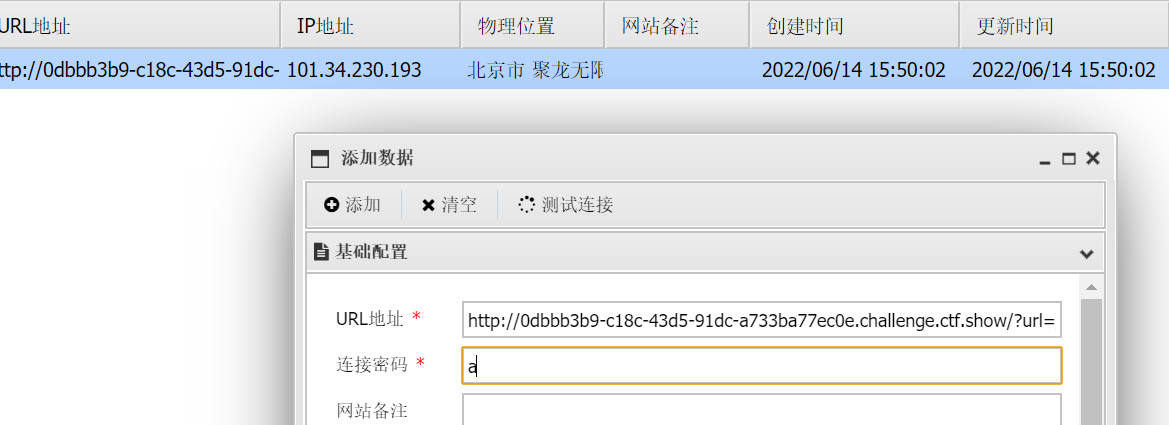 URL地址 IP地址 物理位置 网站备注 创建时间 更新时间
ttp://0dbbb3b9-c18c-43d5-91dc- 101.34.230.193 北京市 聚龙无限 2022/06/14 15:50:02 2022/06/14 15:50:02
添加数据
添加 清空 测试连接
基础配置
URL地址 * http://0dbbb3b9-c18c-43d5-91dc-a733ba77ec0e.challenge.ctf.show/?url=
连接密码 * a
网站备注